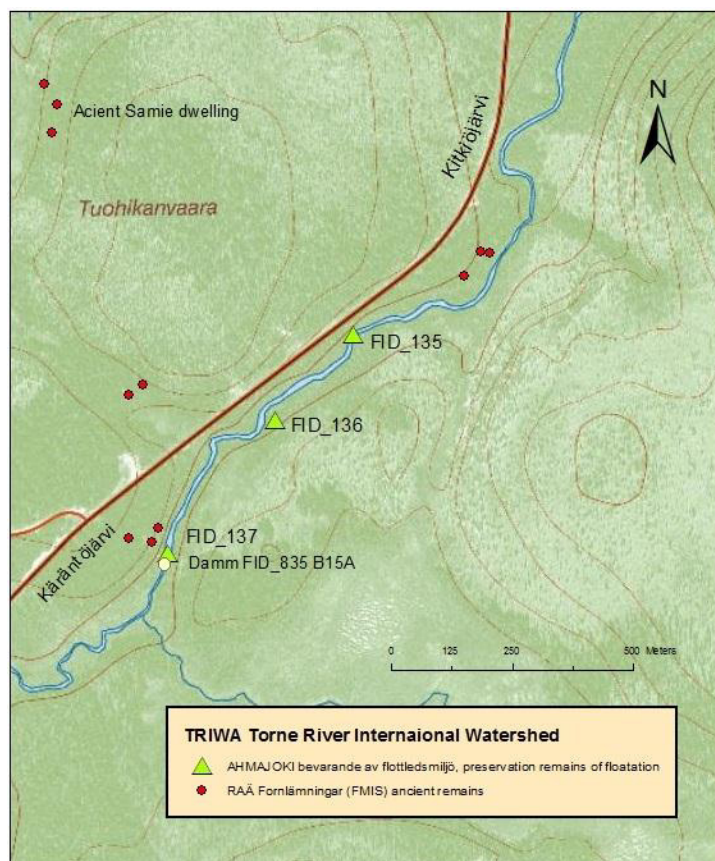 N
Acient Samie dwelling
Kitkiöjärvi
Tuohikanvaara
FID_135
FID_136
FID_137
Damm FID_835 B15A
Käräntöjärvi
0 125 250 500 Meters
TRIWA Torne River Internaional Watershed
AHMAJOKI bevarande av flottledsmiljö, preservation remains of floatation
RAÄ Fornlämningar (FMIS) ancient remains